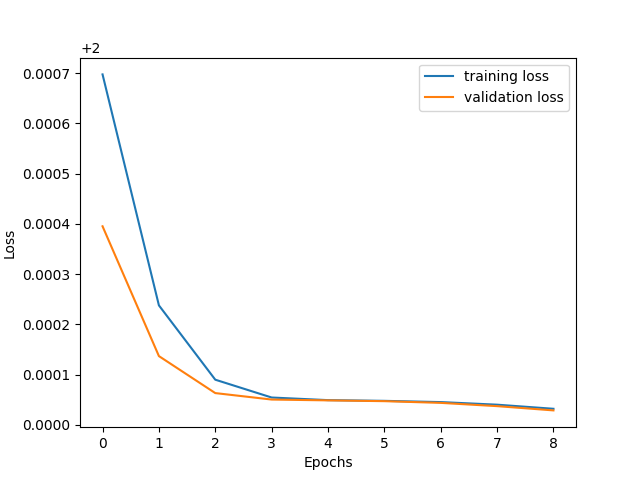 +2
0.0007
0.0006
0.0005
0.0004
0.0003
0.0002
0.0001
0.0000
Loss
training loss
validation loss
0 1 2 3 4 5 6 7 8
Epochs